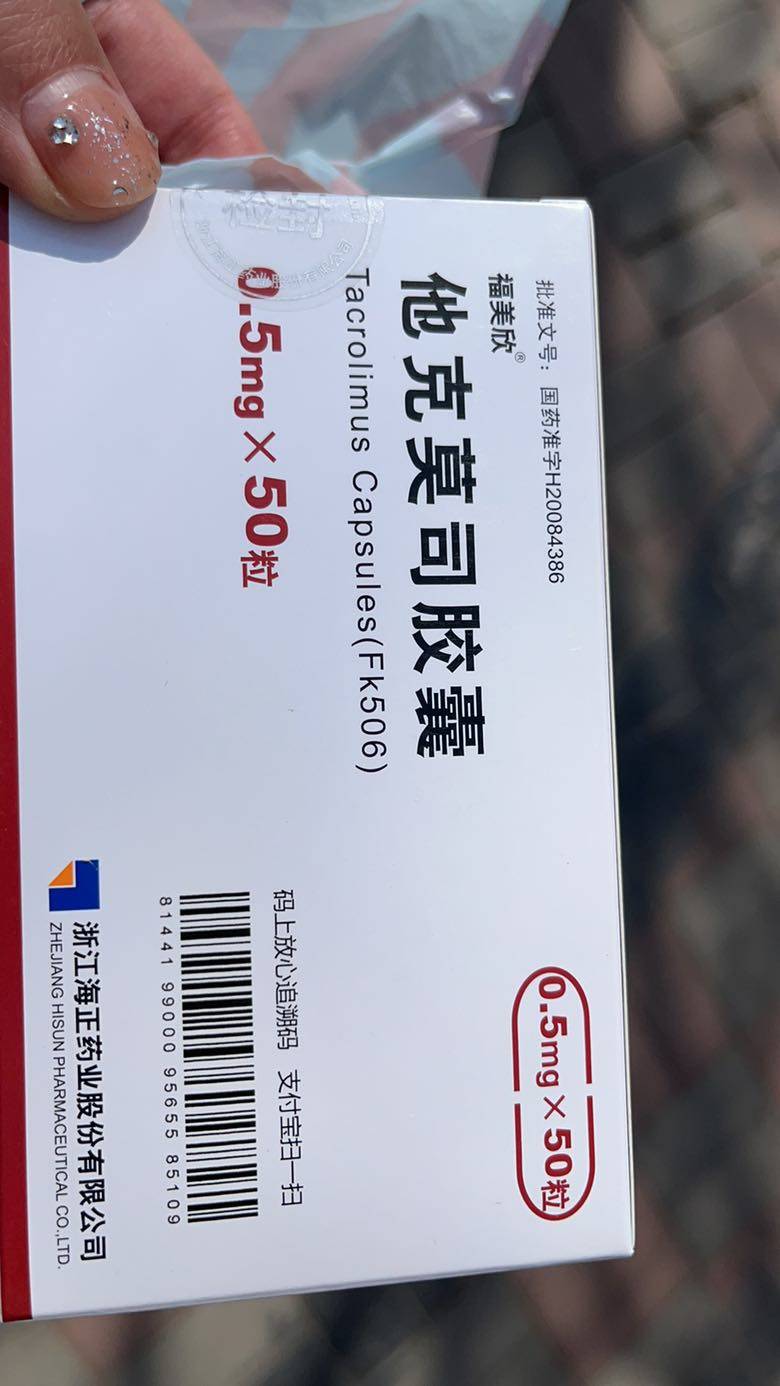 批准文号：国药准字H20084386
福美欣®
他克莫司胶囊
Tacrolimus Capsules(Fk506)
0.5mg×50粒
0.5mg×50粒
码上放心追溯码 支付宝扫一扫
81441 99000 95655 85109
浙江海正药业股份有限公司
ZHEJIANG HISUN PHARMACEUTICAL CO.,LTD.